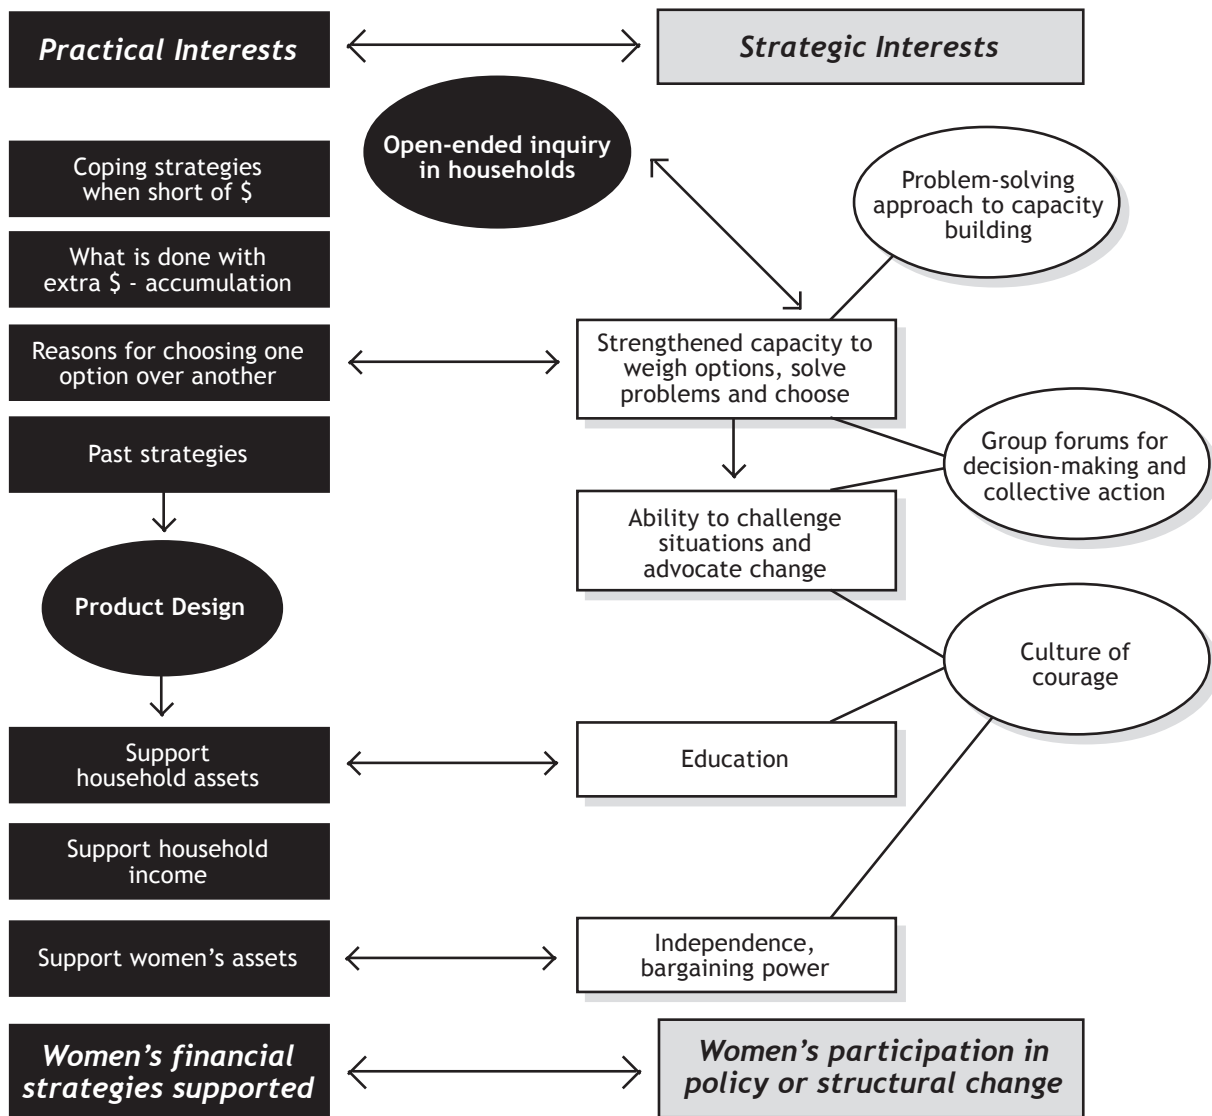 Practical Interests
Strategic Interests
Open-ended inquiry
in households
Coping strategies
when short of $
Problem-solving
approach to capacity
building
What is done with
extra $ - accumulation
Reasons for choosing one
option over another
Strengthened capacity to
weigh options, solve
problems and choose
Past strategies
Group forums for
decision-making and
collective action
Ability to challenge
situations and
advocate change
Product Design
Culture of
courage
Support
household assets
Education
Support household
income
Support women’s assets
Independence,
bargaining power
Women’s financial
strategies supported
Women’s participation in
policy or structural change